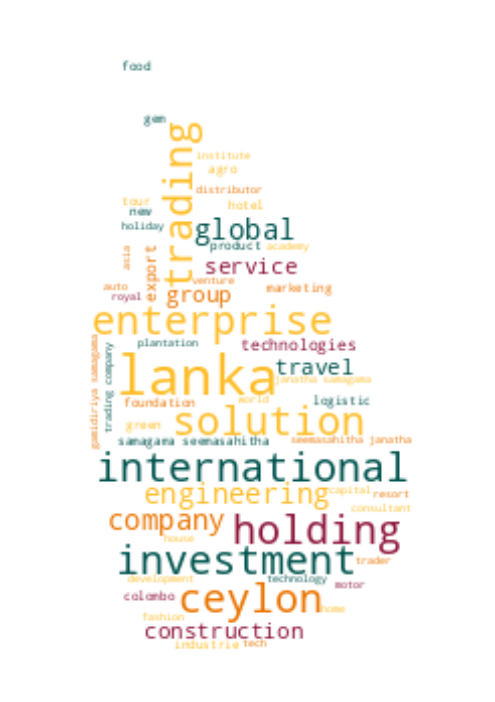 food
gem
trading
institute
agro
distributor
tour
hotel
new
holiday
global
product
academy
asia
export
service
venture
auto
marketing
royal
group
enterprise
plantation
technologies
gamidiriya samagama
trading company
lanka
travel
janatha samagama
foundation
world
logistic
solution
green
samagama seemasahitha
seemasahitha janatha
international
engineering
capital
resort
consultant
company
holding
house
investment
trader
development
technology
motor
colombo
ceylon
home
fashion
construction
industrie
tech